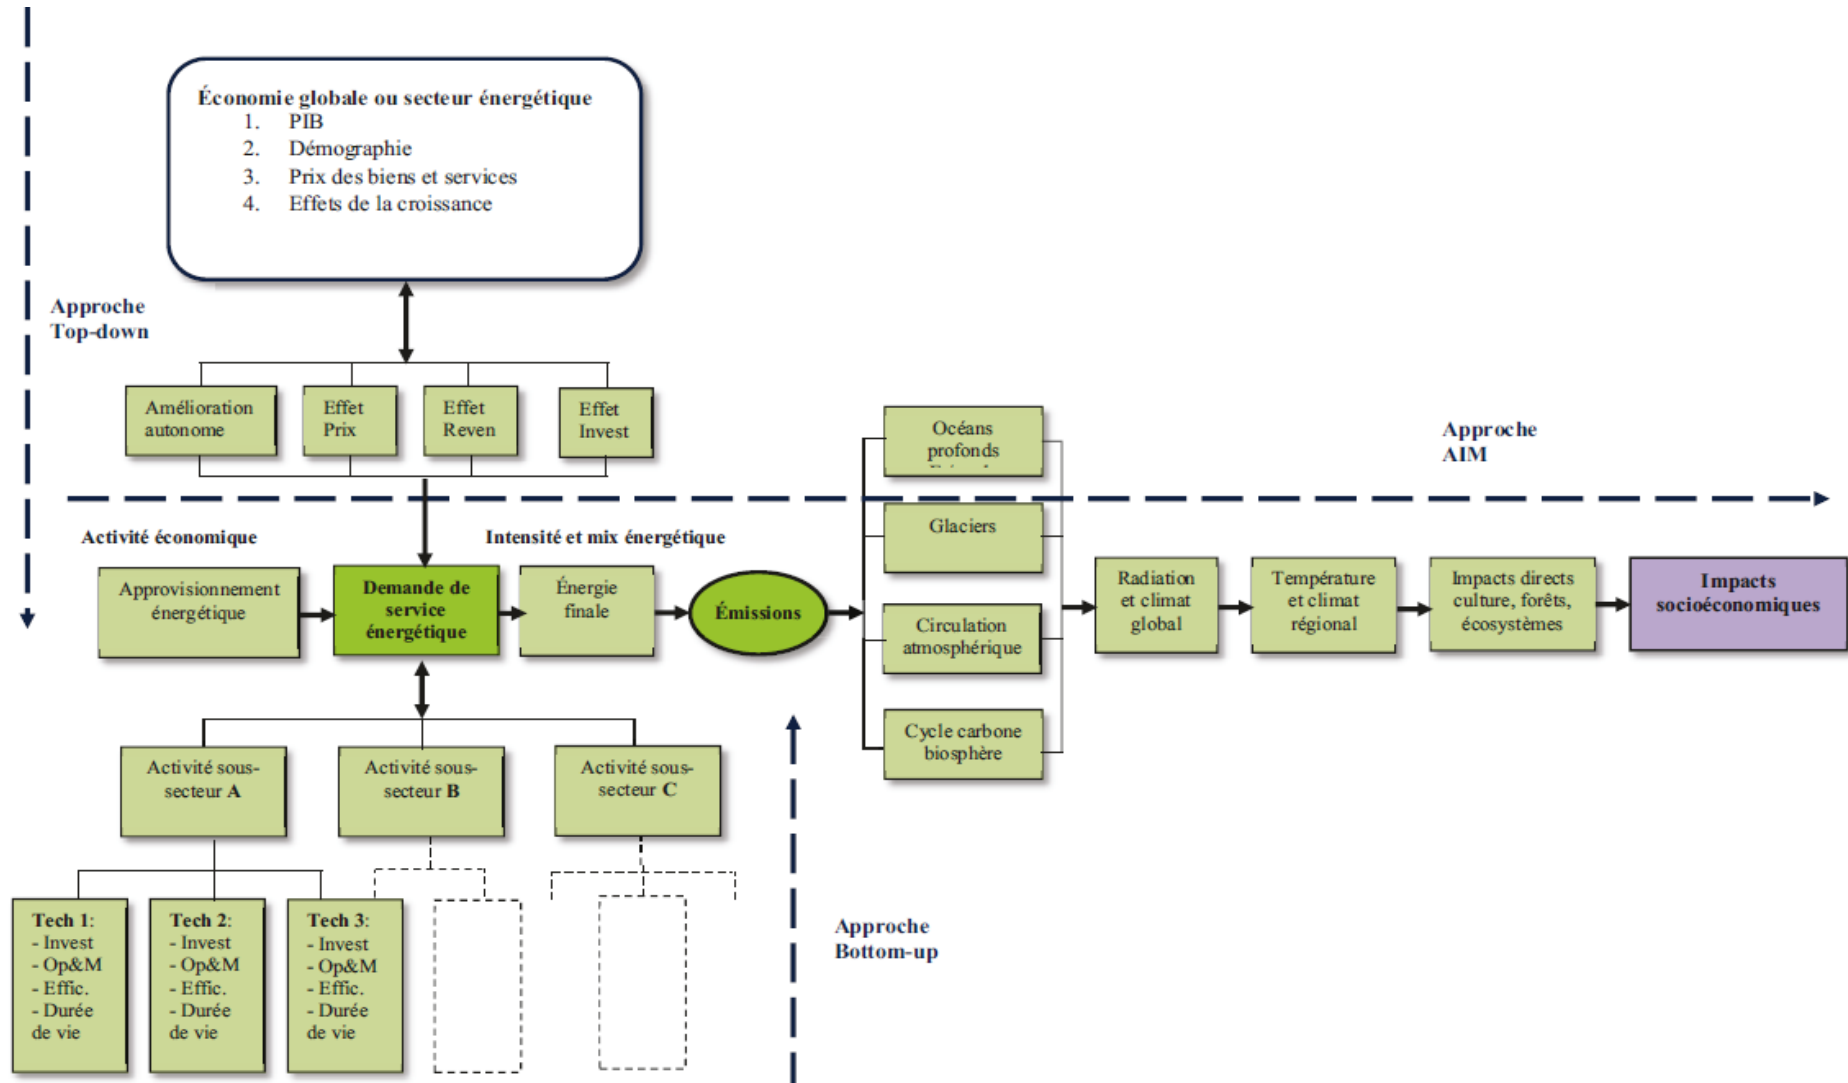 Économie globale ou secteur énergétique
1. PIB
2. Démographie
3. Prix des biens et services
4. Effets de la croissance
Approche
Top-down
Amélioration
autonome
Effet
Prix
Effet
Reven
Effet
Invest
Océans
profonds
Approche
AIM
Activité économique
Intensité et mix énergétique
Glaciers
Approvisionnement
énergétique
Demande de
service
énergétique
Énergie
finale
Émissions
Circulation
atmosphérique
Radiation
et climat
global
Température
et climat
régional
Impacts directs
culture, forêts,
écosystèmes
Impacts
socioéconomiques
Cycle carbone
biosphère
Activité sous-
secteur A
Activité sous-
secteur B
Activité sous-
secteur C
Tech 1:
- Invest
- Op&M
- Effic.
- Durée
de vie
Tech 2:
- Invest
- Op&M
- Effic.
- Durée
de vie
Tech 3:
- Invest
- Op&M
- Effic.
- Durée
de vie
Approche
Bottom-up